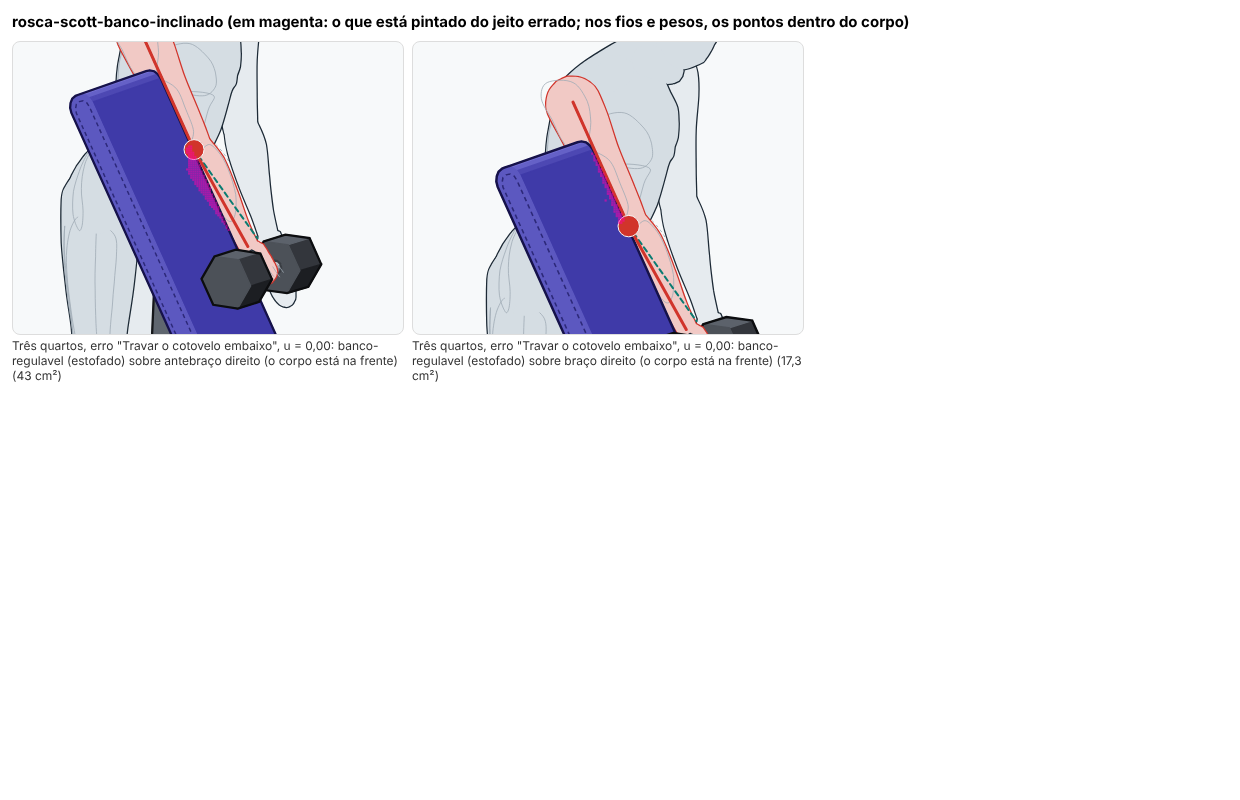 rosca-scott-banco-inclinado (em magenta: o que está pintado do jeito errado; nos fios e pesos, os pontos dentro do corpo)
Três quartos, erro "Travar o cotovelo embaixo", u = 0,00: banco-
regulavel (estofado) sobre antebraço direito (o corpo está na frente)
(43 cm²)
Três quartos, erro "Travar o cotovelo embaixo", u = 0,00: banco-
regulavel (estofado) sobre braço direito (o corpo está na frente) (17,3
cm²)